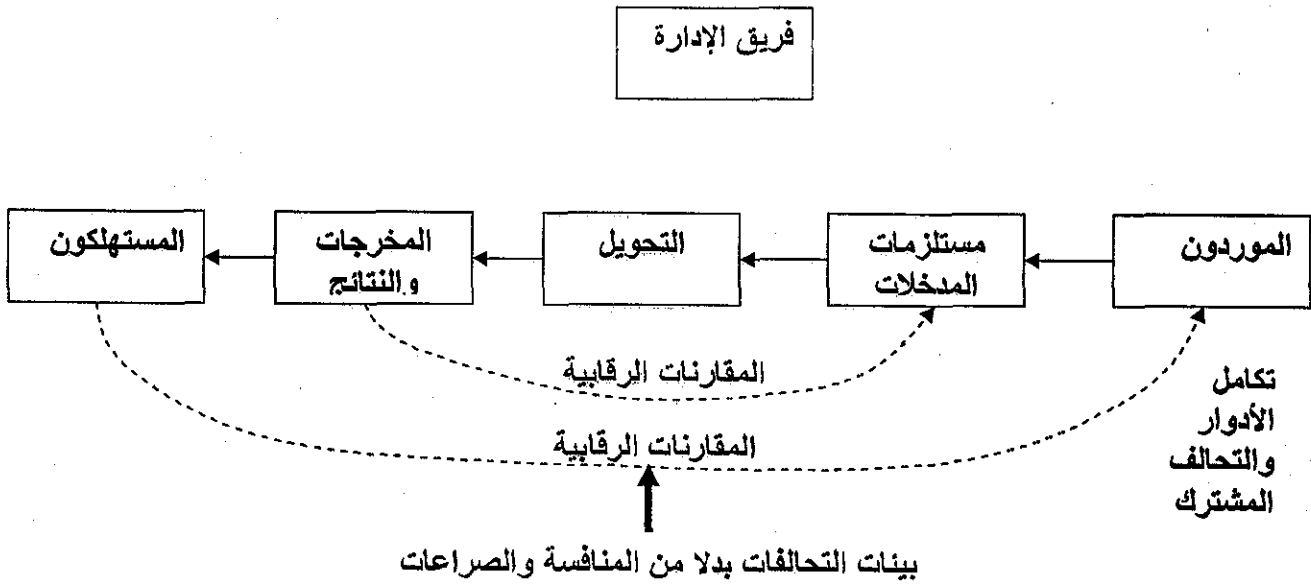 فريق الإدارة
الموردون
مستلزمات
المدخلات
التحويل
المخرجات
والنتائج
المستهلكون
المقارنات الرقابية
المقارنات الرقابية
تكامل
الأدوار
والتحالف
المشترك
بيئات التحالفات بدلا من المنافسة والصراعات